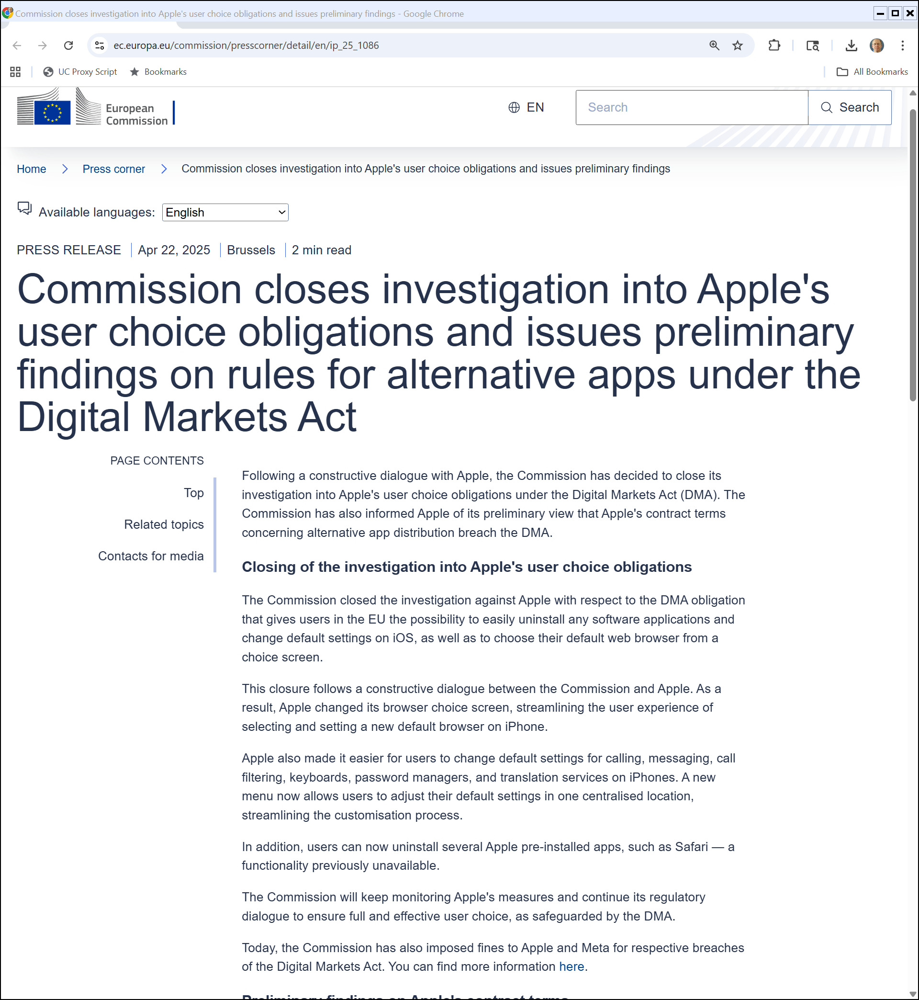 Commission closes investigation into Apple's user choice obligations and issues preliminary findings - Google Chrome
ec.europa.eu/commission/presscorner/detail/en/ip_25_1086
UC Proxy Script
Bookmarks
All Bookmarks
European
Commission
EN
Search
Search
Home
Press corner
Commission closes investigation into Apple's user choice obligations and issues preliminary findings
Available languages:
English
PRESS RELEASE
Apr 22, 2025
Brussels
2 min read
Commission closes investigation into Apple's
user choice obligations and issues preliminary
findings on rules for alternative apps under the
Digital Markets Act
PAGE CONTENTS
Top
Related topics
Contacts for media
Following a constructive dialogue with Apple, the Commission has decided to close its
investigation into Apple's user choice obligations under the Digital Markets Act (DMA). The
Commission has also informed Apple of its preliminary view that Apple's contract terms
concerning alternative app distribution breach the DMA.
Closing of the investigation into Apple's user choice obligations
The Commission closed the investigation against Apple with respect to the DMA obligation
that gives users in the EU the possibility to easily uninstall any software applications and
change default settings on iOS, as well as to choose their default web browser from a
choice screen.
This closure follows a constructive dialogue between the Commission and Apple. As a
result, Apple changed its browser choice screen, streamlining the user experience of
selecting and setting a new default browser on iPhone.
Apple also made it easier for users to change default settings for calling, messaging, call
filtering, keyboards, password managers, and translation services on iPhones. A new
menu now allows users to adjust their default settings in one centralised location,
streamlining the customisation process.
In addition, users can now uninstall several Apple pre-installed apps, such as Safari — a
functionality previously unavailable.
The Commission will keep monitoring Apple's measures and continue its regulatory
dialogue to ensure full and effective user choice, as safeguarded by the DMA.
Today, the Commission has also imposed fines to Apple and Meta for respective breaches
of the Digital Markets Act. You can find more information here.
Preliminary findings on Apple's contract terms